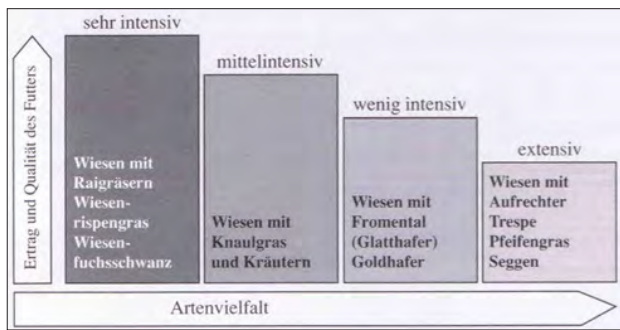 sehr intensiv
mittelintensiv
wenig intensiv
extensiv
Ertrag und Qualität des Futters
Wiesen mit
Raigräsern
Wiesen-
rispengras
Wiesen-
fuchsschwanz
Wiesen mit
Knaulgras
und Kräutern
Wiesen mit
Fromental
(Glatthafer)
Goldhafer
Wiesen mit
Aufrechter
Trespe
Pfeifengras
Seggen
Artenvielfalt